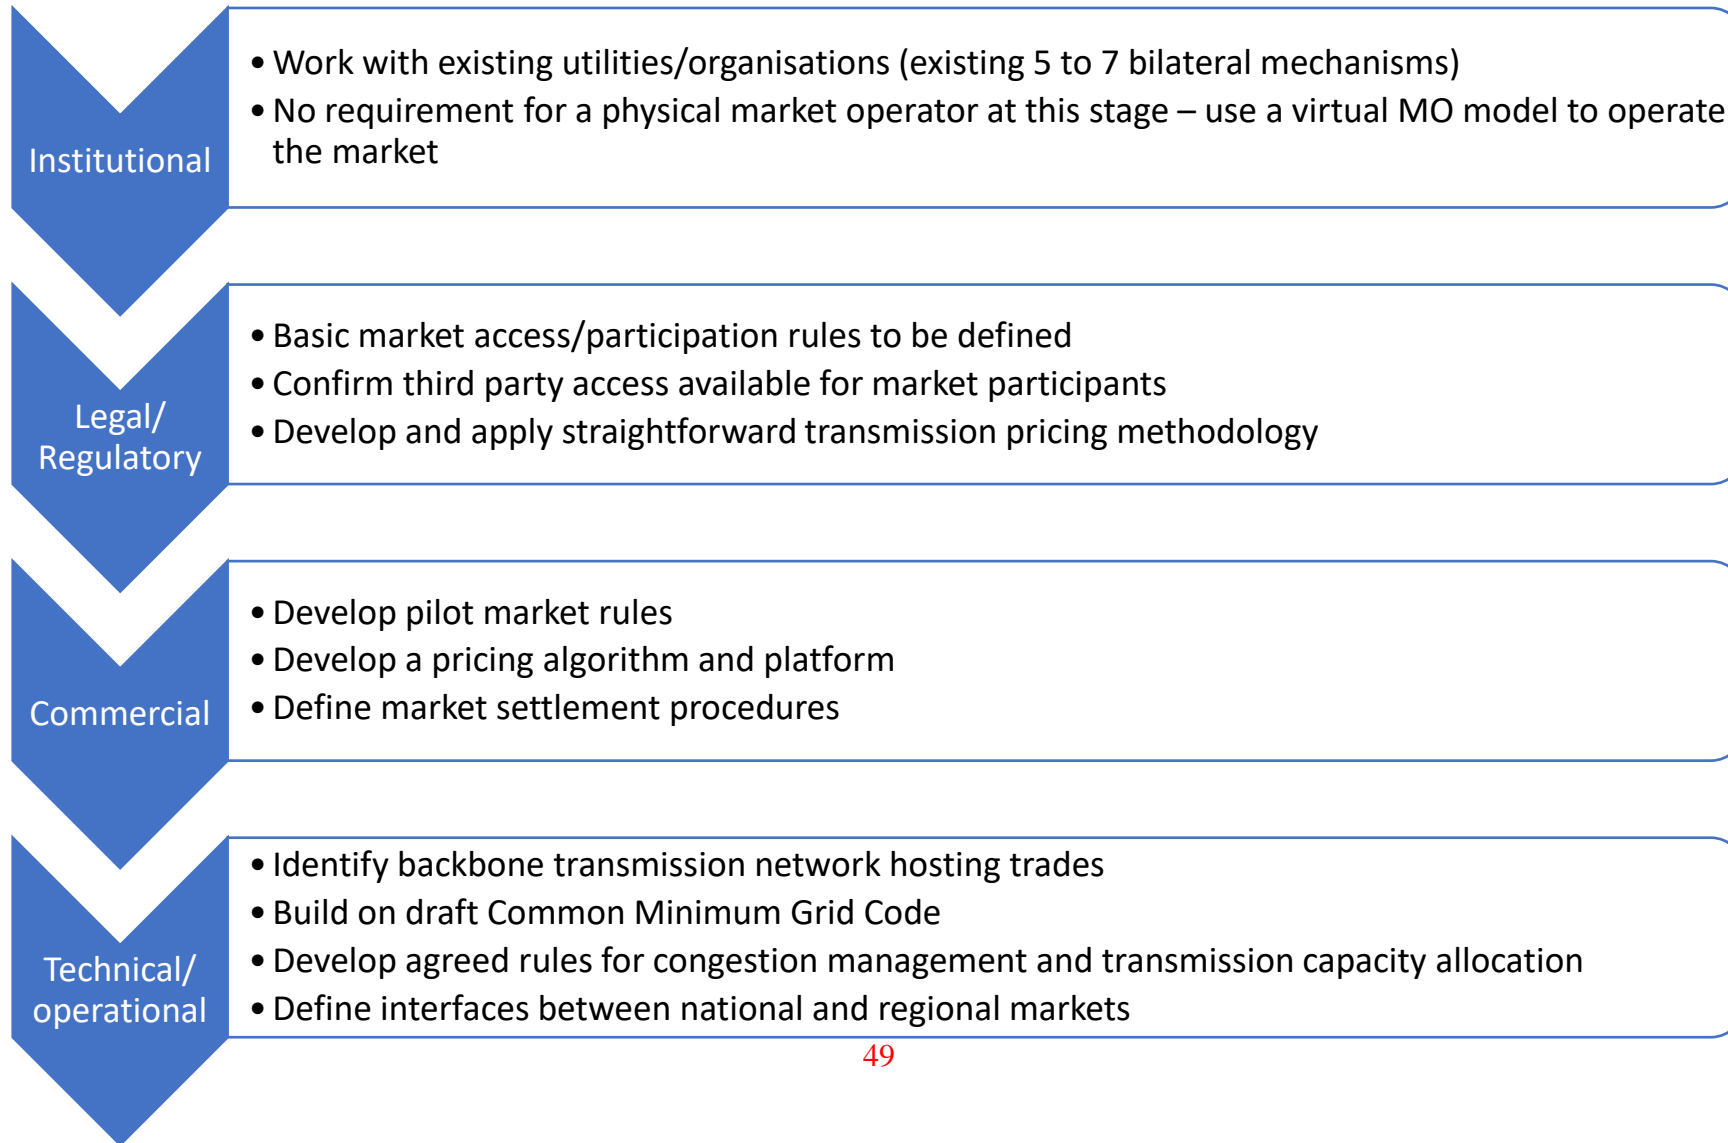 Institutional
• Work with existing utilities/organisations (existing 5 to 7 bilateral mechanisms)
• No requirement for a physical market operator at this stage – use a virtual MO model to operate
the market
Legal/
Regulatory
• Basic market access/participation rules to be defined
• Confirm third party access available for market participants
• Develop and apply straightforward transmission pricing methodology
Commercial
• Develop pilot market rules
• Develop a pricing algorithm and platform
• Define market settlement procedures
Technical/
operational
• Identify backbone transmission network hosting trades
• Build on draft Common Minimum Grid Code
• Develop agreed rules for congestion management and transmission capacity allocation
• Define interfaces between national and regional markets
49